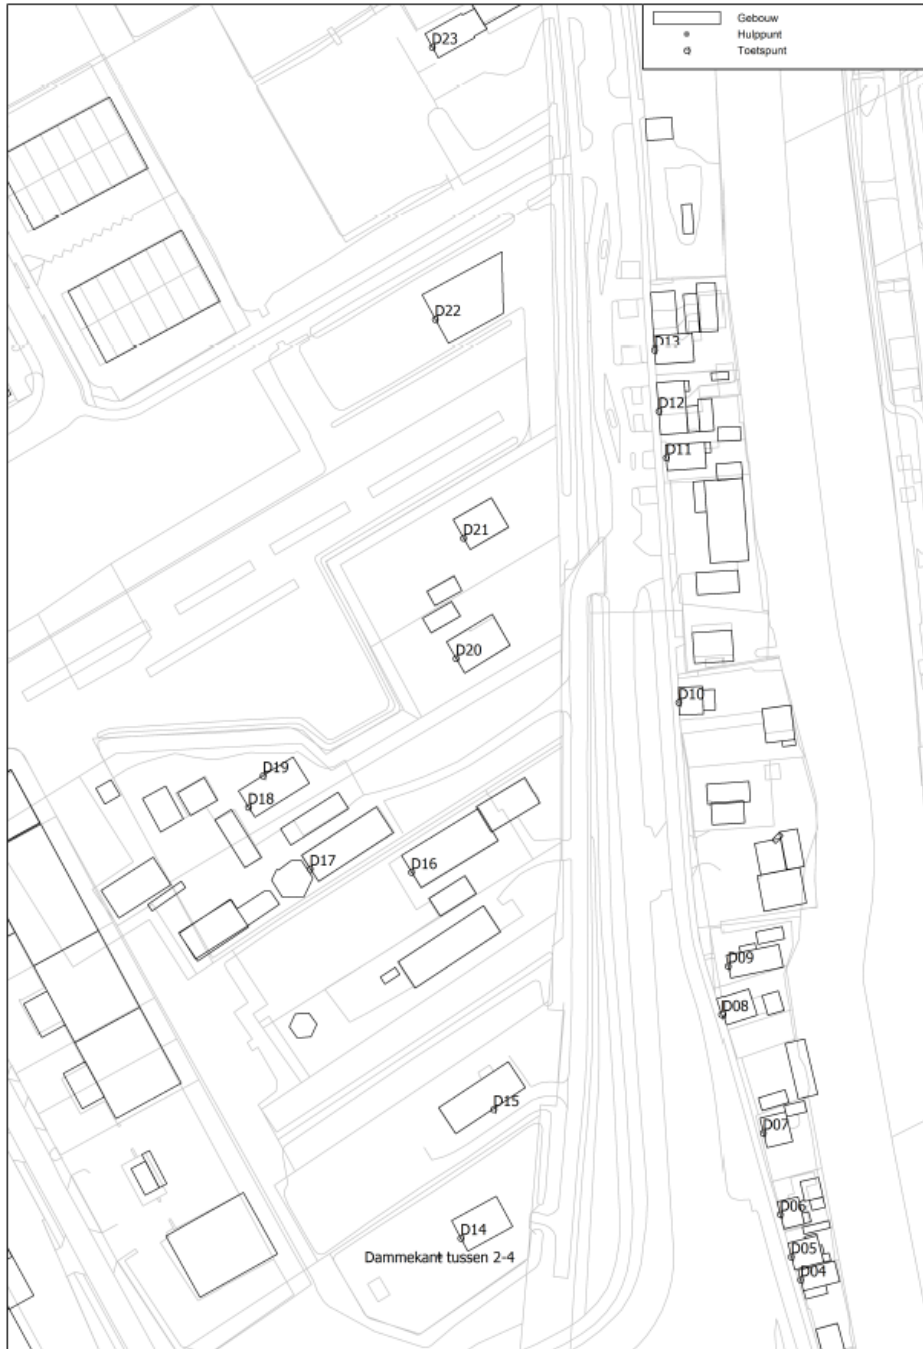 Gebouw
Hulppunt
Toetspunt
D23
D22
D13
D12
D11
D21
D20
D10
D19
D18
D17
D16
D09
D08
D15
D07
D06
D14
D05
Dammekant tussen 2-4
D04